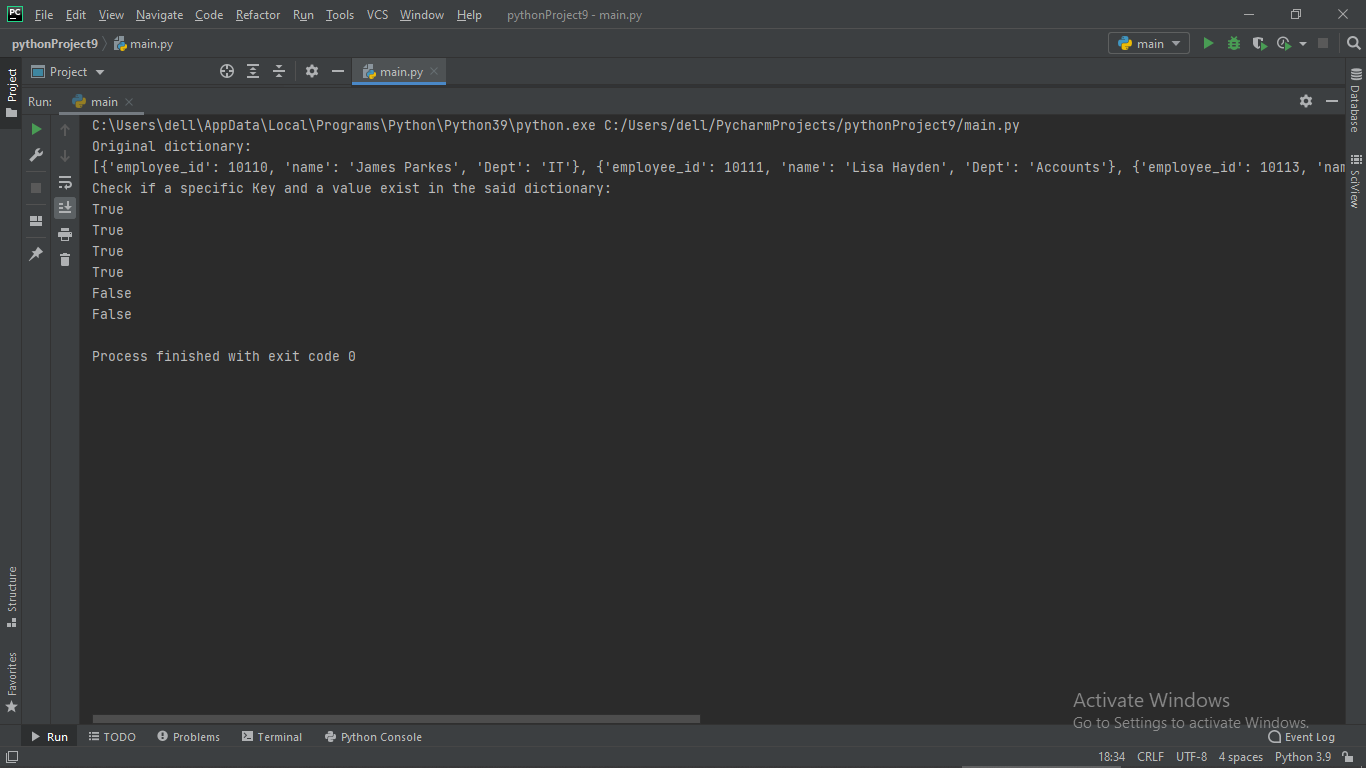 PC File Edit View Navigate Code Refactor Run Tools VCS Window Help pythonProject9 - main.py
pythonProject9 main.py main
Project main.py
Project
Run: main
C:\Users\dell\AppData\Local\Programs\Python\Python39\python.exe C:/Users/dell/PycharmProjects/pythonProject9/main.py
Original dictionary:
[{'employee_id': 10110, 'name': 'James Parkes', 'Dept': 'IT'}, {'employee_id': 10111, 'name': 'Lisa Hayden', 'Dept': 'Accounts'}, {'employee_id': 10113, 'nam
Check if a specific Key and a value exist in the said dictionary:
True
True
True
True
False
False
Process finished with exit code 0
Database
SciView
Structure
Favorites
Activate Windows
Go to Settings to activate Windows.
Run TODO Problems Terminal Python Console Event Log
18:34 CRLF UTF-8 4 spaces Python 3.9